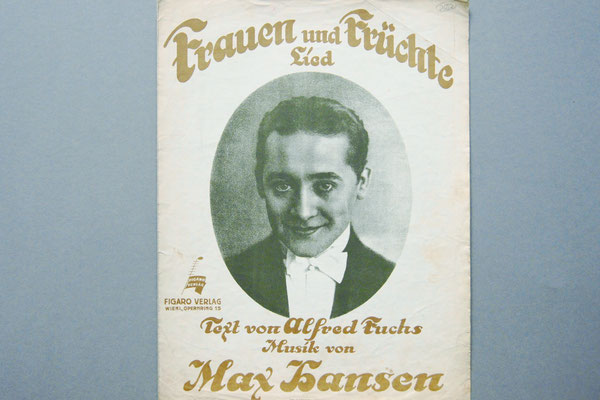 Frauen und Früchte
Lied
FIGARO VERLAG
WIEN I., OPERNRING 15
Text von Alfred Fuchs
Musik von
Max Hansen